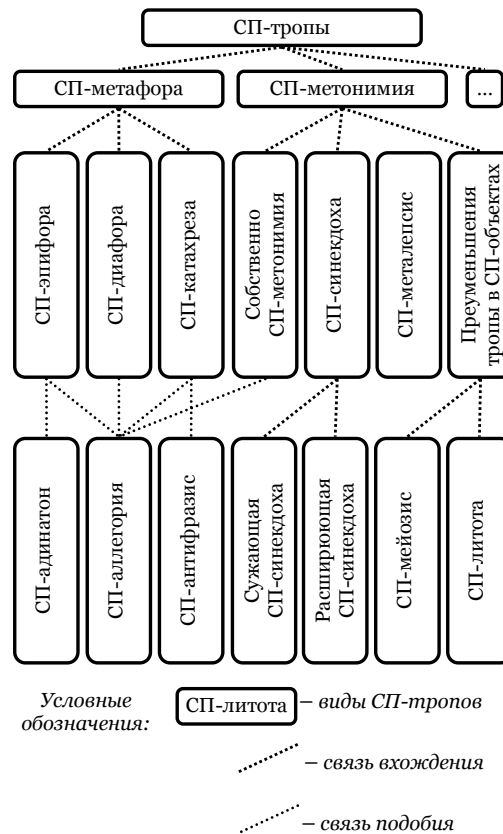 СП-тропы
СП-метафора
СП-метонимия
...
СП-эпифора
СП-диафора
СП-катахреза
Собственно
СП-метонимия
СП-синекдоха
СП-металепсис
Преуменьшения
тропы в СП-объектах
СП-адинатон
СП-аллегория
СП-антифразис
Сужающая
СП-синекдоха
Расширюющая
СП-синекдоха
СП-мейозис
СП-литота
Условные
обозначения:
СП-литота
– виды СП-тропов
– связь вхождения
– связь подобия